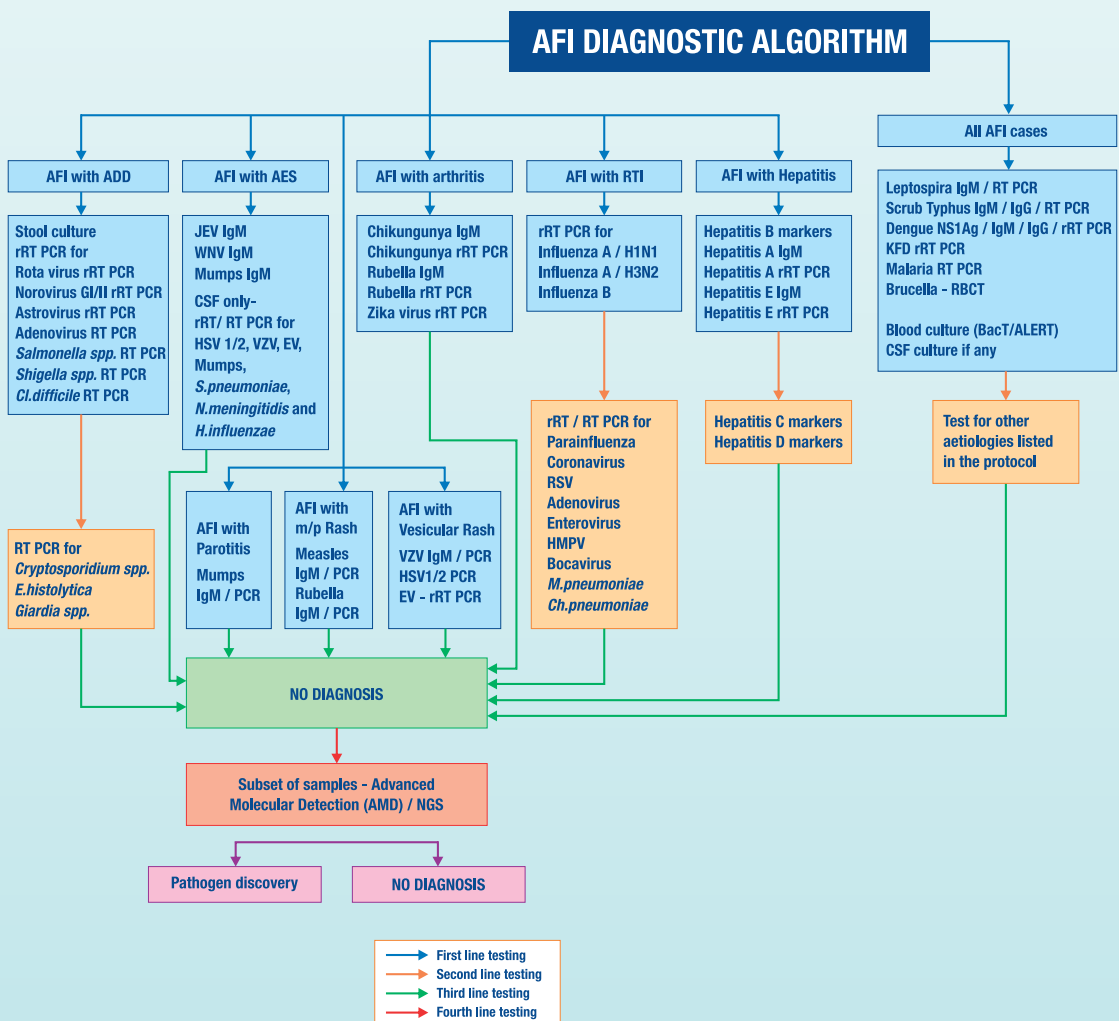 AFI DIAGNOSTIC ALGORITHM
All AFI cases
Leptospira IgM / RT PCR
Scrub Typhus IgM / IgG / RT PCR
Dengue NS1Ag / IgM / IgG / rRT PCR
KFD rRT PCR
Malaria RT PCR
Brucella - RBCT
Blood culture (BacT/ALERT)
CSF culture if any
Test for other
aetiologies listed
in the protocol
AFI with ADD
Stool culture
rRT PCR for
Rota virus rRT PCR
Norovirus GI/II rRT PCR
Astrovirus rRT PCR
Adenovirus RT PCR
Salmonella spp. RT PCR
Shigella spp. RT PCR
Cl.difficile RT PCR
RT PCR for
Cryptosporidium spp.
E.histolytica
Giardia spp.
AFI with AES
JEV IgM
WNV IgM
Mumps IgM
CSF only-
rRT/ RT PCR for
HSV 1/2, VZV, EV,
Mumps,
S.pneumoniae,
N.meningitidis and
H.influenzae
AFI with arthritis
Chikungunya IgM
Chikungunya rRT PCR
Rubella IgM
Rubella rRT PCR
Zika virus rRT PCR
AFI with RTI
rRT PCR for
Influenza A / H1N1
Influenza A / H3N2
Influenza B
rRT / RT PCR for
Parainfluenza
Coronavirus
RSV
Adenovirus
Enterovirus
HMPV
Bocavirus
M.pneumoniae
Ch.pneumoniae
AFI with Hepatitis
Hepatitis B markers
Hepatitis A IgM
Hepatitis A rRT PCR
Hepatitis E IgM
Hepatitis E rRT PCR
Hepatitis C markers
Hepatitis D markers
AFI with
Parotitis
Mumps
IgM / PCR
AFI with
m/p Rash
Measles
IgM / PCR
Rubella
IgM / PCR
AFI with
Vesicular Rash
VZV IgM / PCR
HSV1/2 PCR
EV - rRT PCR
NO DIAGNOSIS
Subset of samples - Advanced
Molecular Detection (AMD) / NGS
Pathogen discovery
NO DIAGNOSIS
First line testing
Second line testing
Third line testing
Fourth line testing